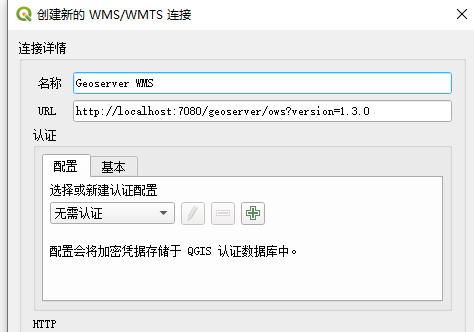 创建新的 WMS/WMTS 连接
连接详情
名称 Geoserver WMS
URL http://localhost:7080/geoserver/ows?version=1.3.0
认证
配置 基本
选择或新建认证配置
无需认证
配置会将加密凭据存储于 QGIS 认证数据库中。
HTTP